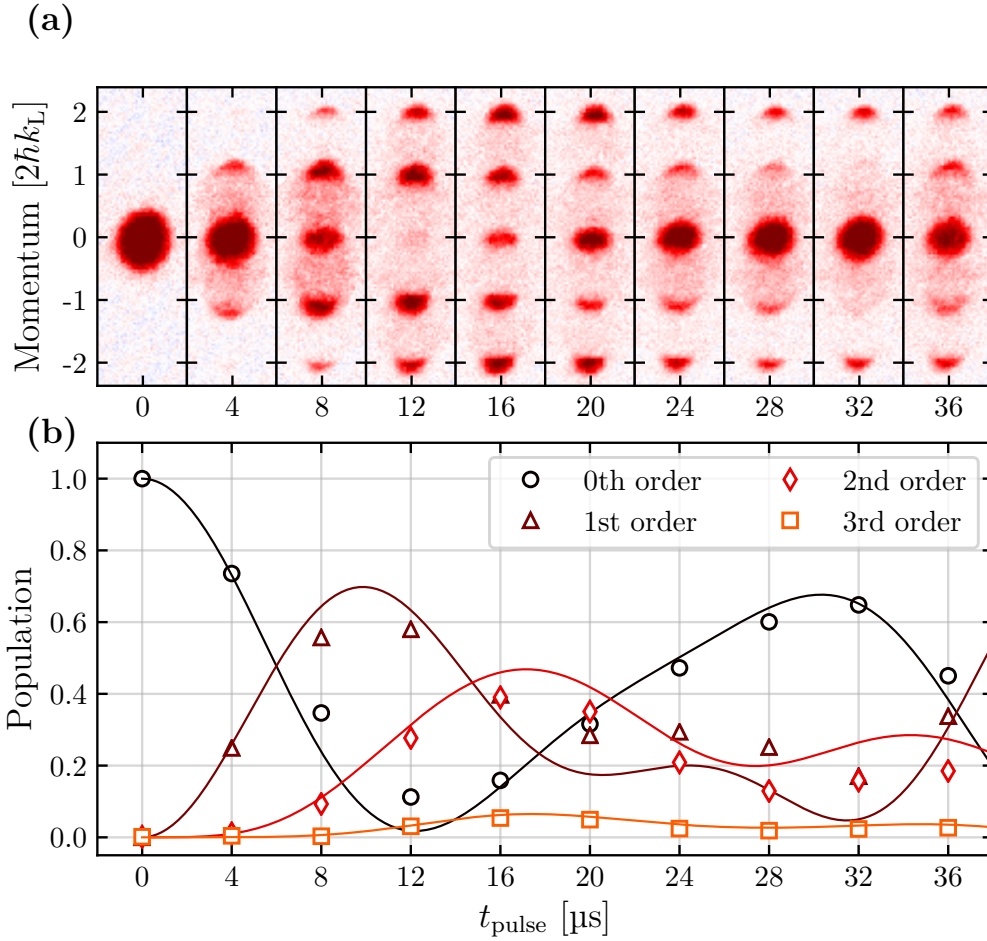 (a)
Momentum [2ħk_L]
2
1
0
-1
-2
0 4 8 12 16 20 24 28 32 36
(b)
Population
1.0
0.8
0.6
0.4
0.2
0.0
0th order 2nd order
1st order 3rd order
0 4 8 12 16 20 24 28 32 36
t_pulse [µs]